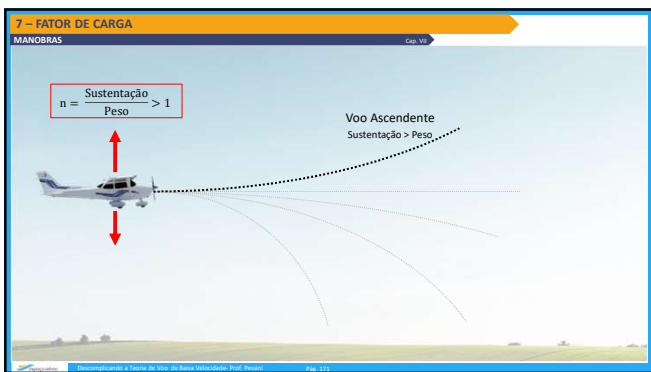 7 – FATOR DE CARGA
MANOBRAS
Cap. VII
n = Sustentação / Peso > 1
Voo Ascendente
Sustentação > Peso
Descomplicando a Teoria de Voo de Baixa Velocidade- Prof. Pessini
Pág. 171